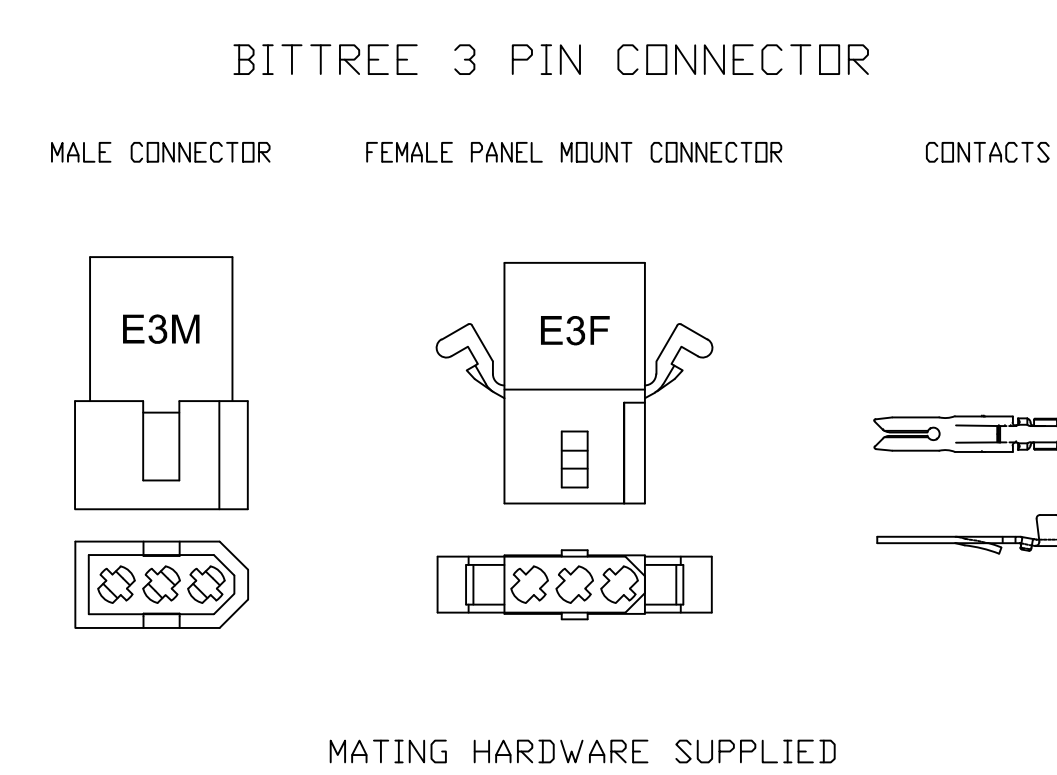 BITTREE 3 PIN CONNECTOR
MALE CONNECTOR
FEMALE PANEL MOUNT CONNECTOR
CONTACTS
E3M
E3F
MATING HARDWARE SUPPLIED